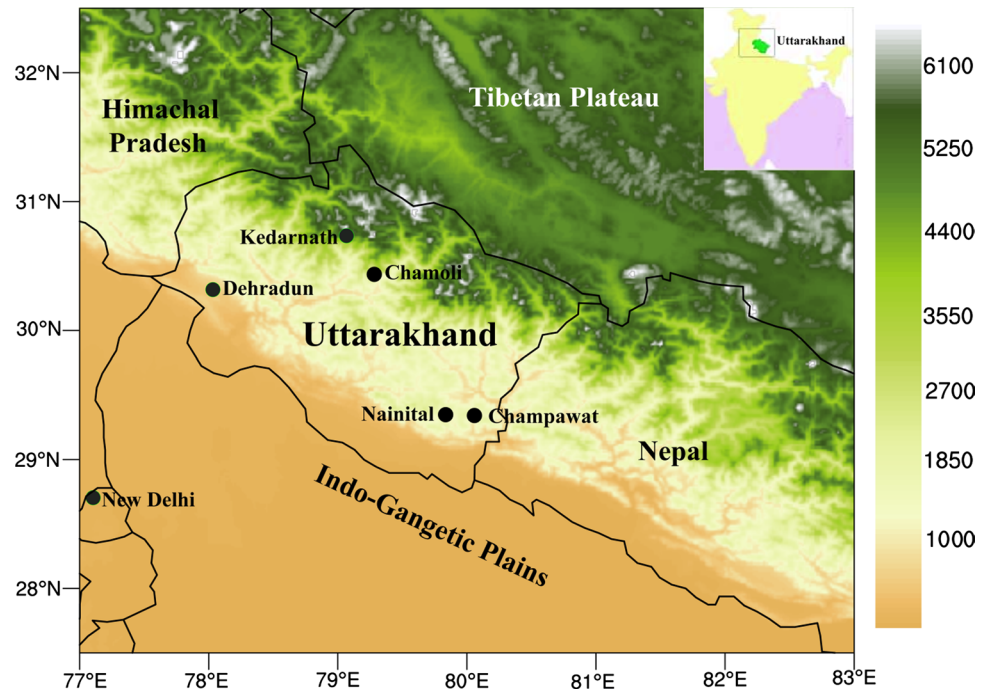 Uttarakhand
32°N
6100
Tibetan Plateau
Himachal
Pradesh
5250
31°N
4400
Kedarnath
Chamoli
Dehradun
3550
30°N
Uttarakhand
2700
Nainital
Champawat
Nepal
1850
29°N
New Delhi
Indo-Gangetic Plains
1000
28°N
77°E
78°E
79°E
80°E
81°E
82°E
83°E